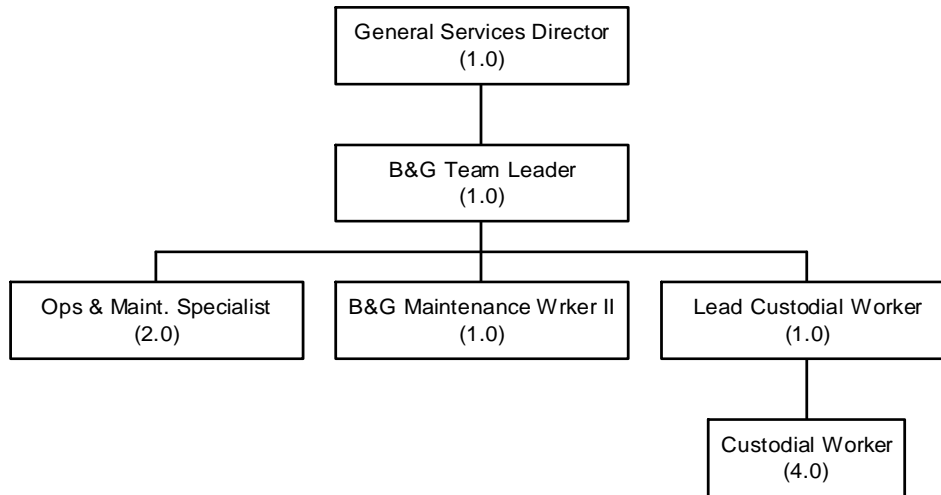 General Services Director
(1.0)
B&G Team Leader
(1.0)
Ops & Maint. Specialist
(2.0)
B&G Maintenance Wrker II
(1.0)
Lead Custodial Worker
(1.0)
Custodial Worker
(4.0)